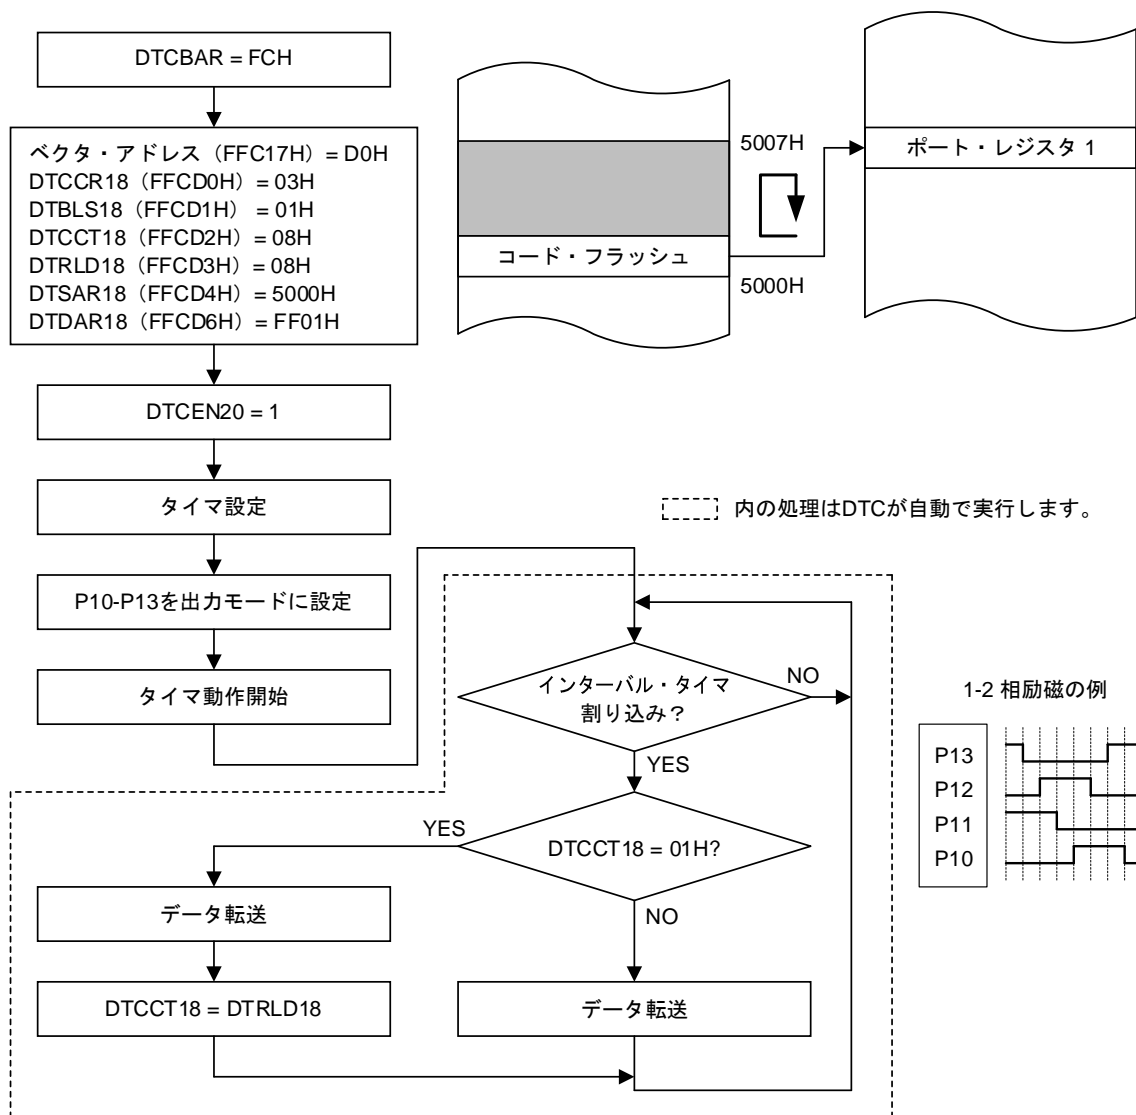 DTCBAR = FCH
ベクタ・アドレス（FFC17H）= D0H
DTCCR18（FFCD0H）= 03H
DTBLS18（FFCD1H） = 01H
DTCCT18（FFCD2H）= 08H
DTRLD18（FFCD3H）= 08H
DTSAR18（FFCD4H）= 5000H
DTDAR18（FFCD6H）= FF01H
DTCEN20 = 1
タイマ設定
P10-P13を出力モードに設定
タイマ動作開始
5007H
コード・フラッシュ
5000H
ポート・レジスタ 1
内の処理はDTCが自動で実行します。
インターバル・タイマ
割り込み？
NO
YES
DTCCT18 = 01H?
YES
NO
データ転送
DTCCT18 = DTRLD18
データ転送
1-2 相励磁の例
P13
P12
P11
P10